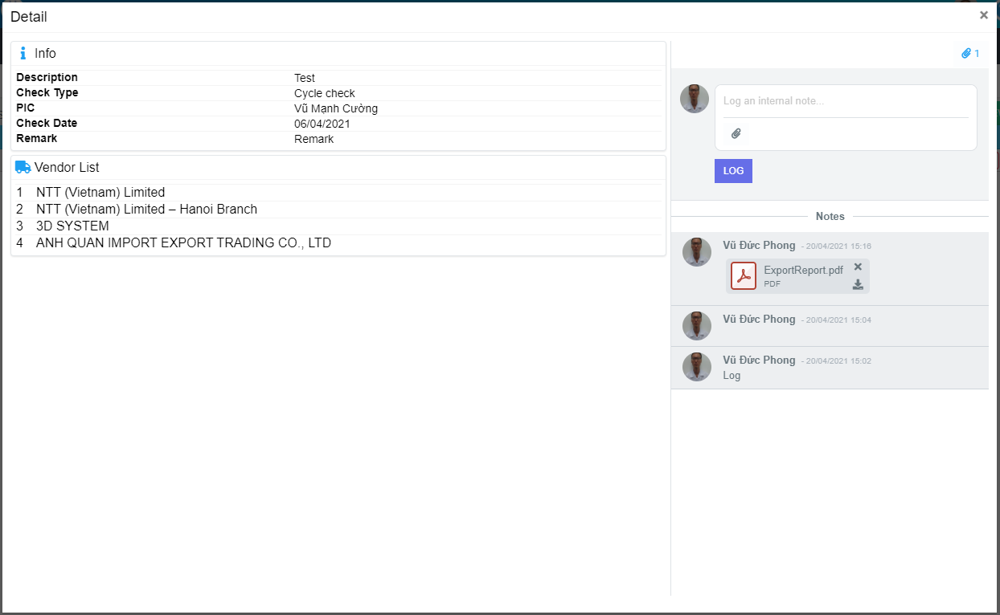 Detail
×
Info
Description Test
Check Type Cycle check
PIC Vũ Mạnh Cường
Check Date 06/04/2021
Remark Remark
Vendor List
1 NTT (Vietnam) Limited
2 NTT (Vietnam) Limited – Hanoi Branch
3 3D SYSTEM
4 ANH QUAN IMPORT EXPORT TRADING CO., LTD
1
Log an internal note...
LOG
Notes
Vũ Đức Phong - 20/04/2021 15:16
ExportReport.pdf
PDF
Vũ Đức Phong - 20/04/2021 15:04
Vũ Đức Phong - 20/04/2021 15:02
Log